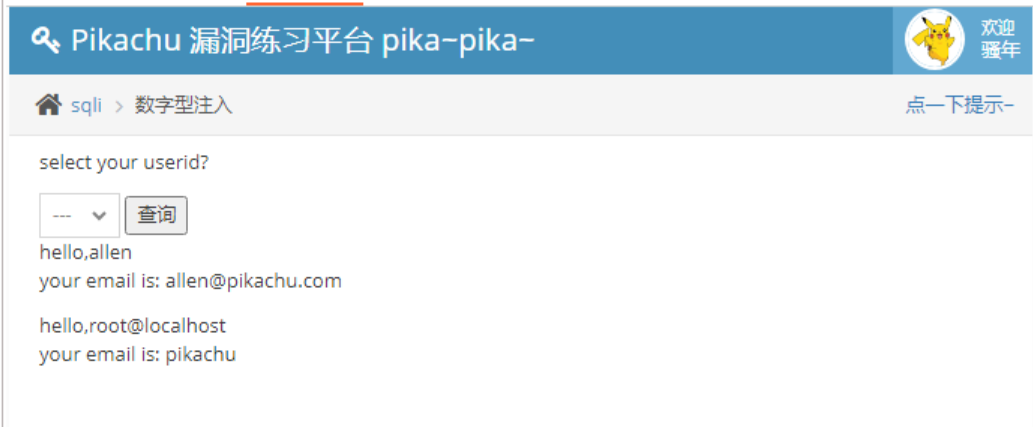 Pikachu 漏洞练习平台 pika~pika~
欢迎
骚年
sqli > 数字型注入
点一下提示~
select your userid?
---
查询
hello,allen
your email is: allen@pikachu.com
hello,root@localhost
your email is: pikachu